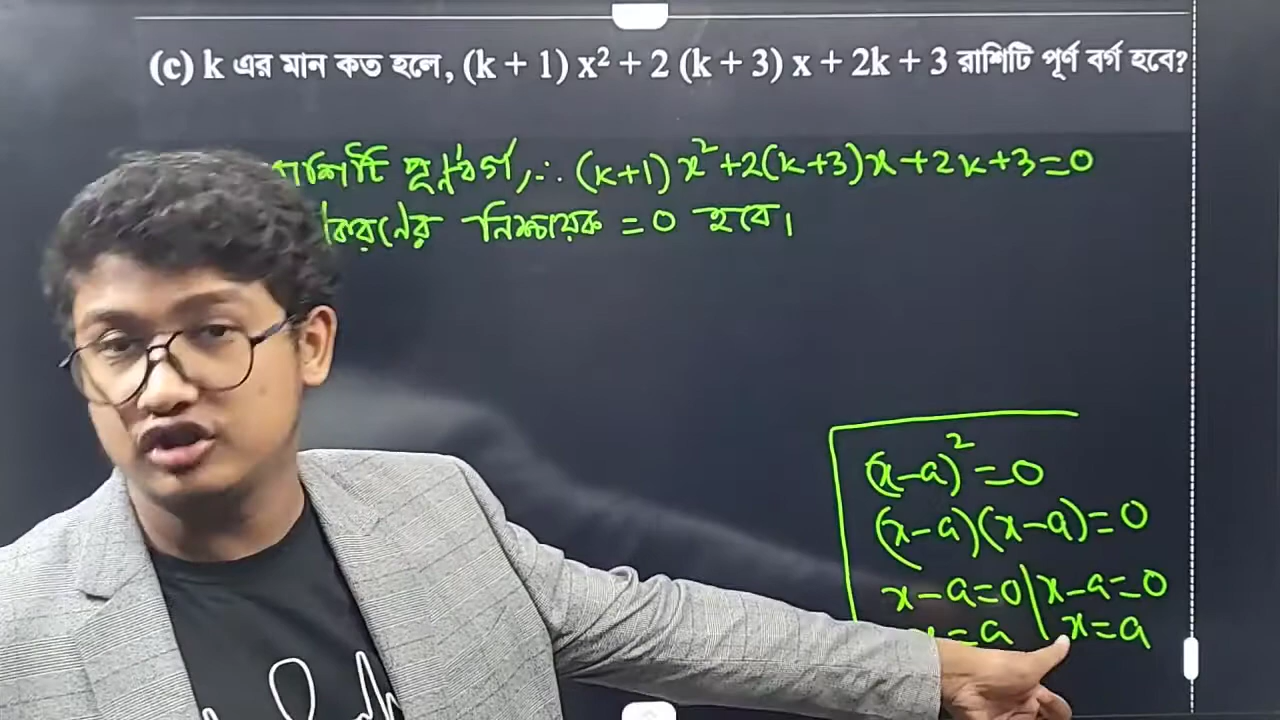 (c) k এর মান কত হলে, (k + 1) x² + 2 (k + 3) x + 2k + 3 রাশিটি পূর্ণ বর্গ হবে?
পূর্ণবর্গ, ∴ (k+1)x²+2(k+3)x+2k+3=0
নিশ্চায়ক =0 হবে।
(x-a)²=0
(x-a)(x-a)=0
x-a=0 | x-a=0
=a | x=a